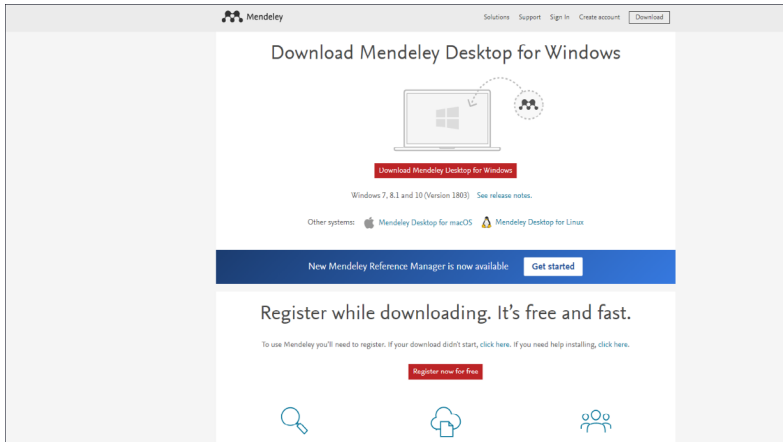 Mendeley
Solutions Support Sign In Create account Download
Download Mendeley Desktop for Windows
Download Mendeley Desktop for Windows
Windows 7, 8.1 and 10 (Version 1803) See release notes.
Other systems: Mendeley Desktop for macOS Mendeley Desktop for Linux
New Mendeley Reference Manager is now available Get started
Register while downloading. It's free and fast.
To use Mendeley you'll need to register. If your download didn't start, click here. If you need help installing, click here.
Register now for free